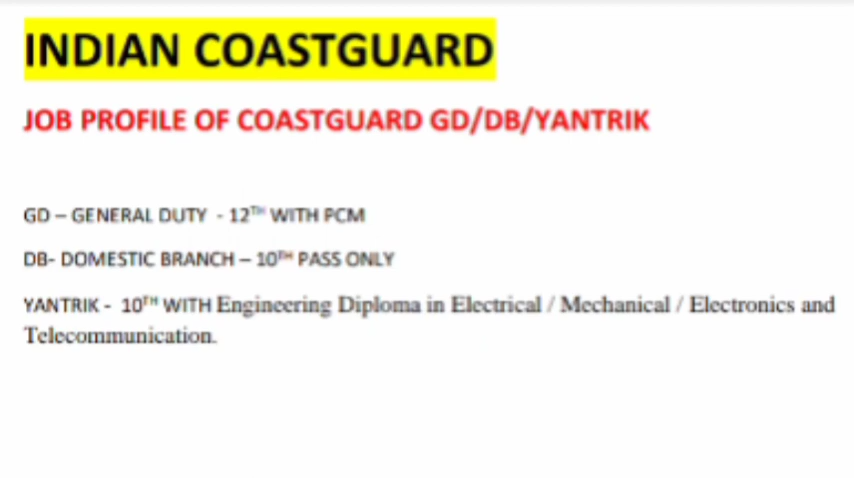 INDIAN COASTGUARD
JOB PROFILE OF COASTGUARD GD/DB/YANTRIK
GD – GENERAL DUTY - 12TH WITH PCM
DB- DOMESTIC BRANCH – 10TH PASS ONLY
YANTRIK - 10TH WITH Engineering Diploma in Electrical / Mechanical / Electronics and
Telecommunication.